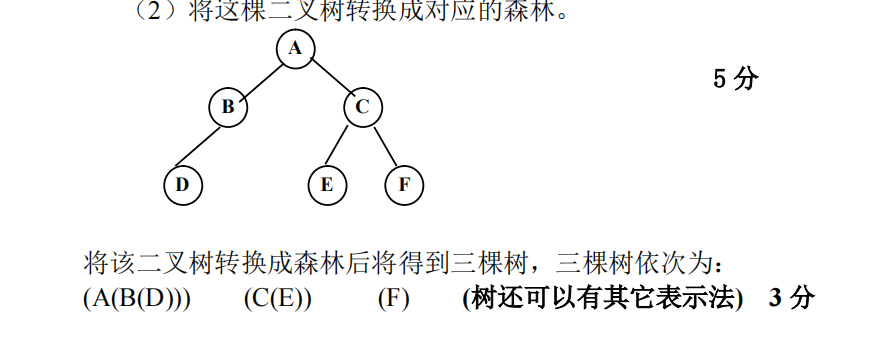 （2）将这棵二叉树转换成对应的森林。
A
5 分
B
C
D
E
F
将该二叉树转换成森林后将得到三棵树，三棵树依次为：
(A(B(D))) (C(E)) (F) (树还可以有其它表示法) 3 分